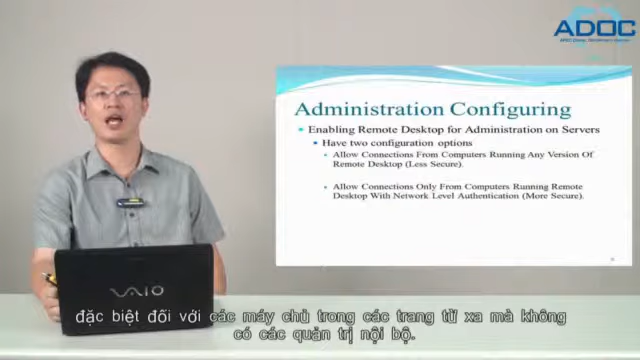 ADOC
Administration Configuring
Enabling Remote Desktop for Administration on Servers
Have two configuration options
Allow Connections From Computers Running Any Version Of
Remote Desktop (Less Secure).
Allow Connections Only From Computers Running Remote
Desktop With Network Level Authentication (More Secure).
VAIO
đặc biệt đối với các máy chủ trong các trang từ xa mà không
có các quản trị nội bộ.